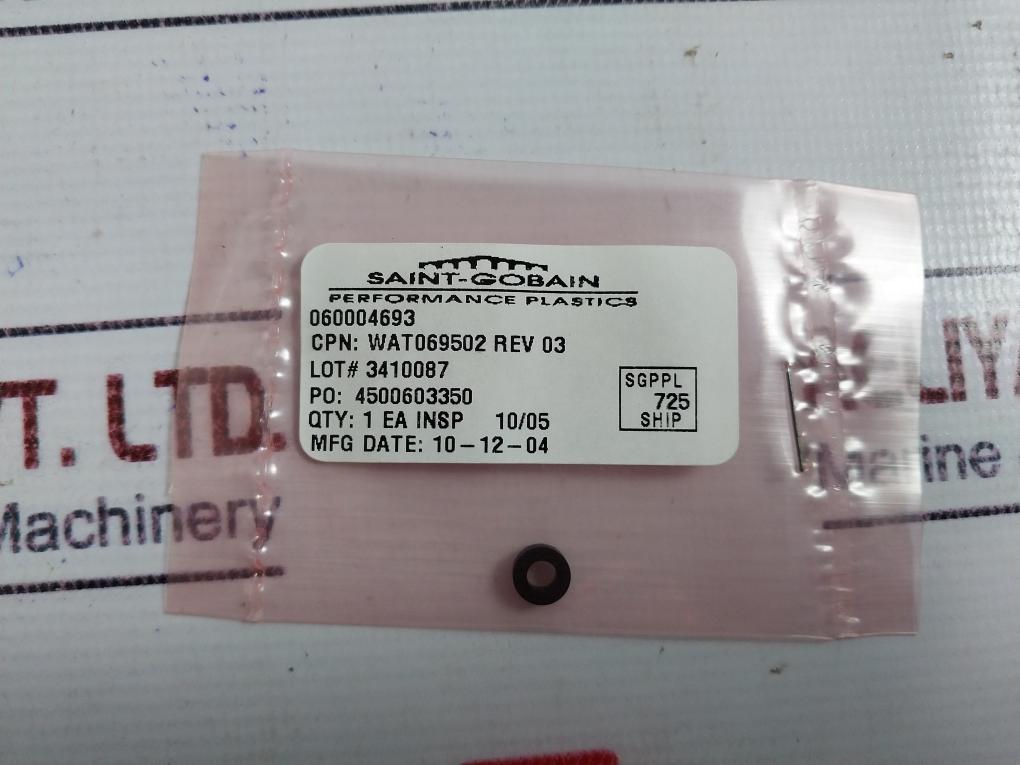 SAINT-GOBAIN
PERFORMANCE PLASTICS
060004693
CPN: WAT069502 REV 03
LOT# 3410087
PO: 4500603350
QTY: 1 EA INSP 10/05
MFG DATE: 10-12-04
SGPPL
725
SHIP
T. LTD.
Machinery
LIYA
Marine